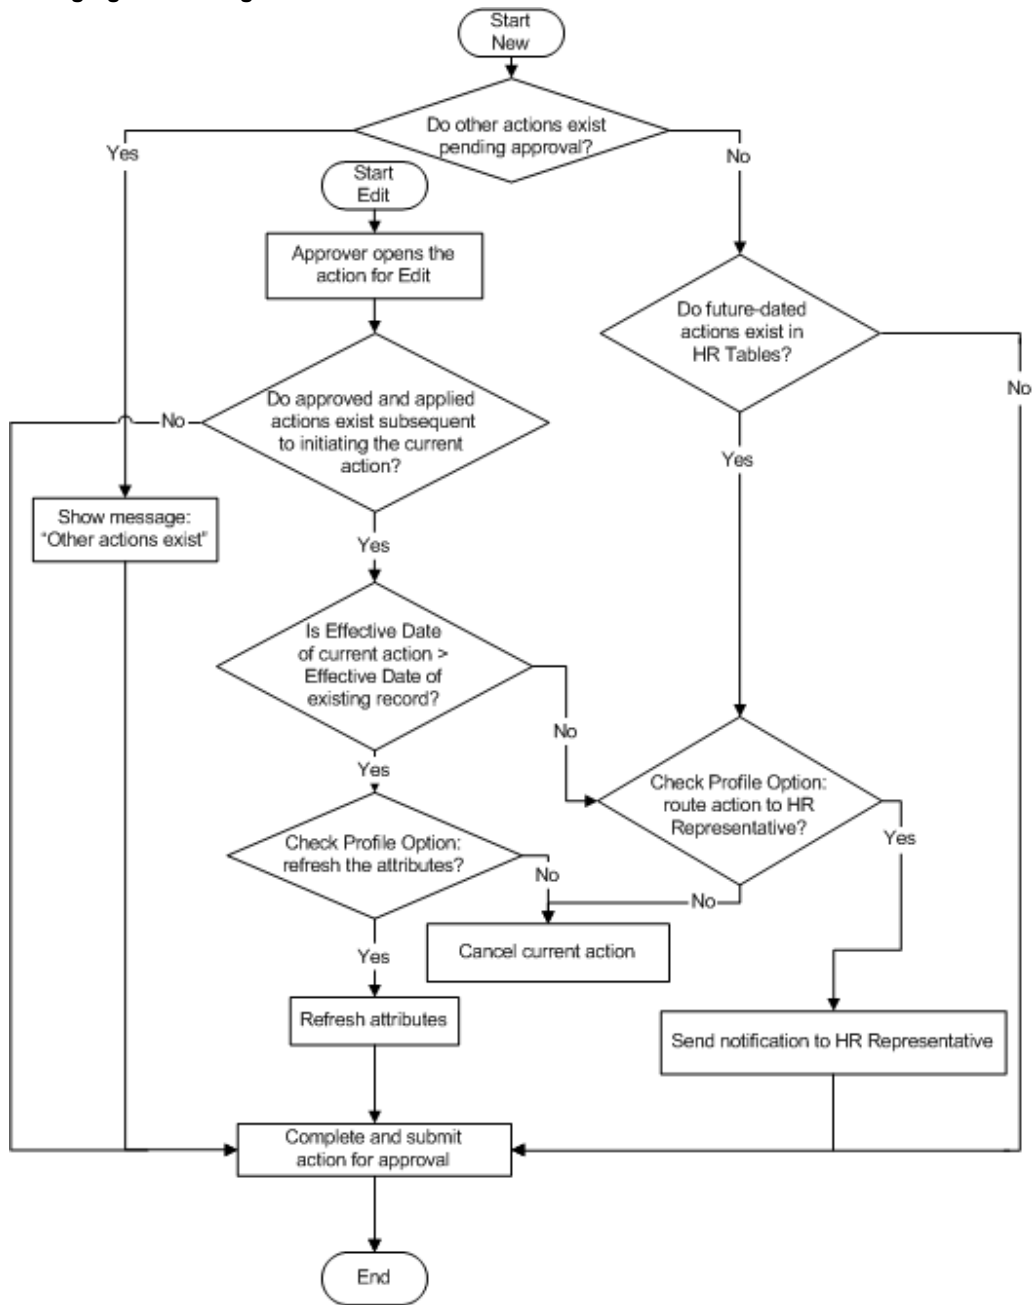 Start
New
Do other actions exist
pending approval?
Yes
No
Start
Edit
Approver opens the
action for Edit
Do future-dated
actions exist in
HR Tables?
No
Do approved and applied
actions exist subsequent
to initiating the current
action?
No
Yes
Show message:
"Other actions exist"
Yes
Is Effective Date
of current action >
Effective Date of
existing record?
No
Yes
Check Profile Option:
route action to HR
Representative?
Yes
Check Profile Option:
refresh the attributes?
No
No
Yes
Cancel current action
Refresh attributes
Send notification to HR Representative
Complete and submit
action for approval
End